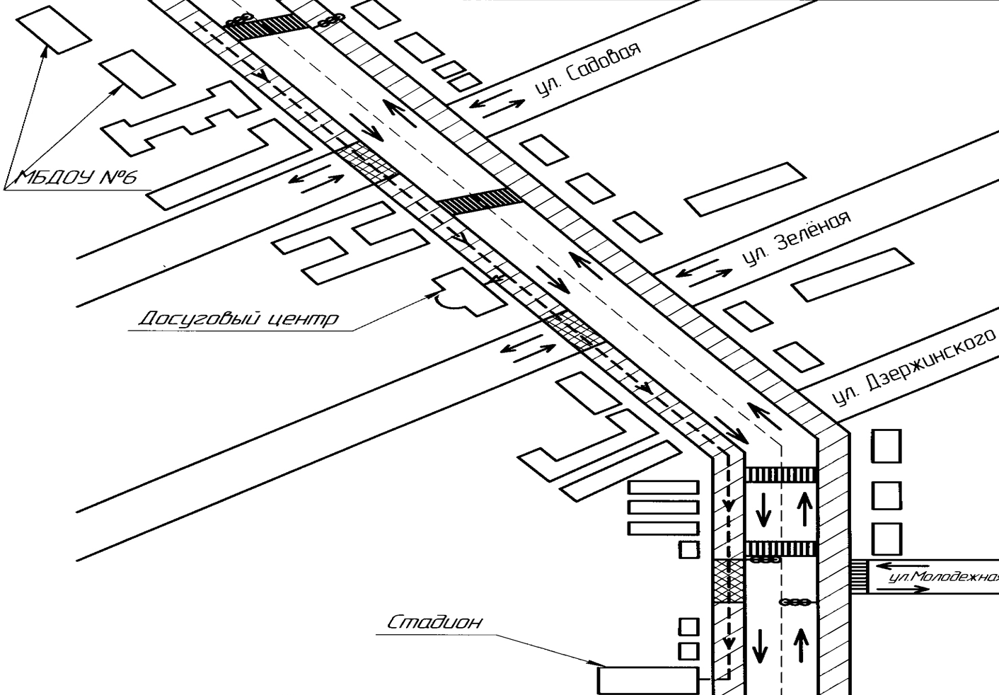 ул. Садовая
МБДОУ №6
ул. Зелёная
Досуговый центр
ул. Дзержинского
ул.Молодежная
Стадион